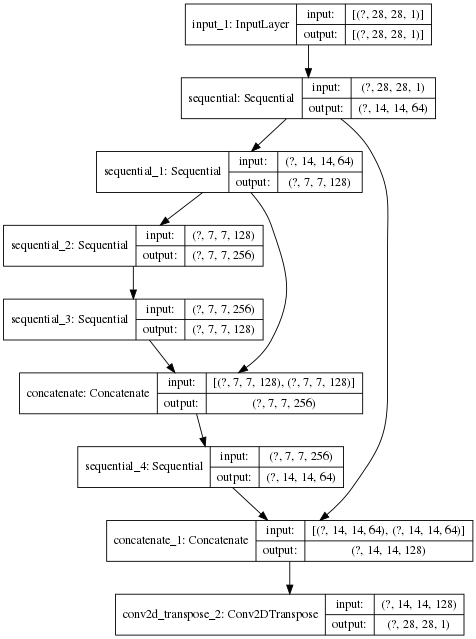 input_1: InputLayer
input:
[(?, 28, 28, 1)]
output:
[(?, 28, 28, 1)]
sequential: Sequential
input:
(?, 28, 28, 1)
output:
(?, 14, 14, 64)
sequential_1: Sequential
input:
(?, 14, 14, 64)
output:
(?, 7, 7, 128)
sequential_2: Sequential
input:
(?, 7, 7, 128)
output:
(?, 7, 7, 256)
sequential_3: Sequential
input:
(?, 7, 7, 256)
output:
(?, 7, 7, 128)
concatenate: Concatenate
input:
[(?, 7, 7, 128), (?, 7, 7, 128)]
output:
(?, 7, 7, 256)
sequential_4: Sequential
input:
(?, 7, 7, 256)
output:
(?, 14, 14, 64)
concatenate_1: Concatenate
input:
[(?, 14, 14, 64), (?, 14, 14, 64)]
output:
(?, 14, 14, 128)
conv2d_transpose_2: Conv2DTranspose
input:
(?, 14, 14, 128)
output:
(?, 28, 28, 1)